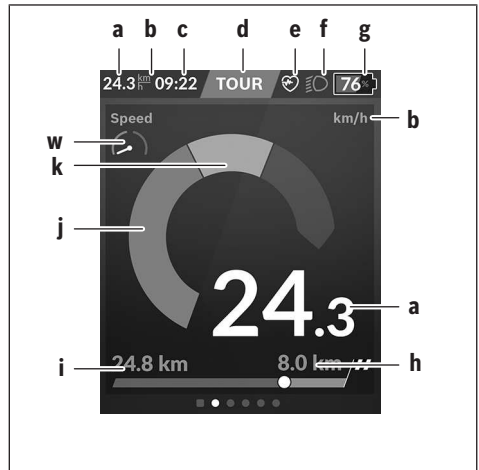 a b c d e f g
24.3 km/h 09:22 TOUR 76%
Speed km/h b
w
k
j
24.3 a
i 24.8 km 8.0 km h